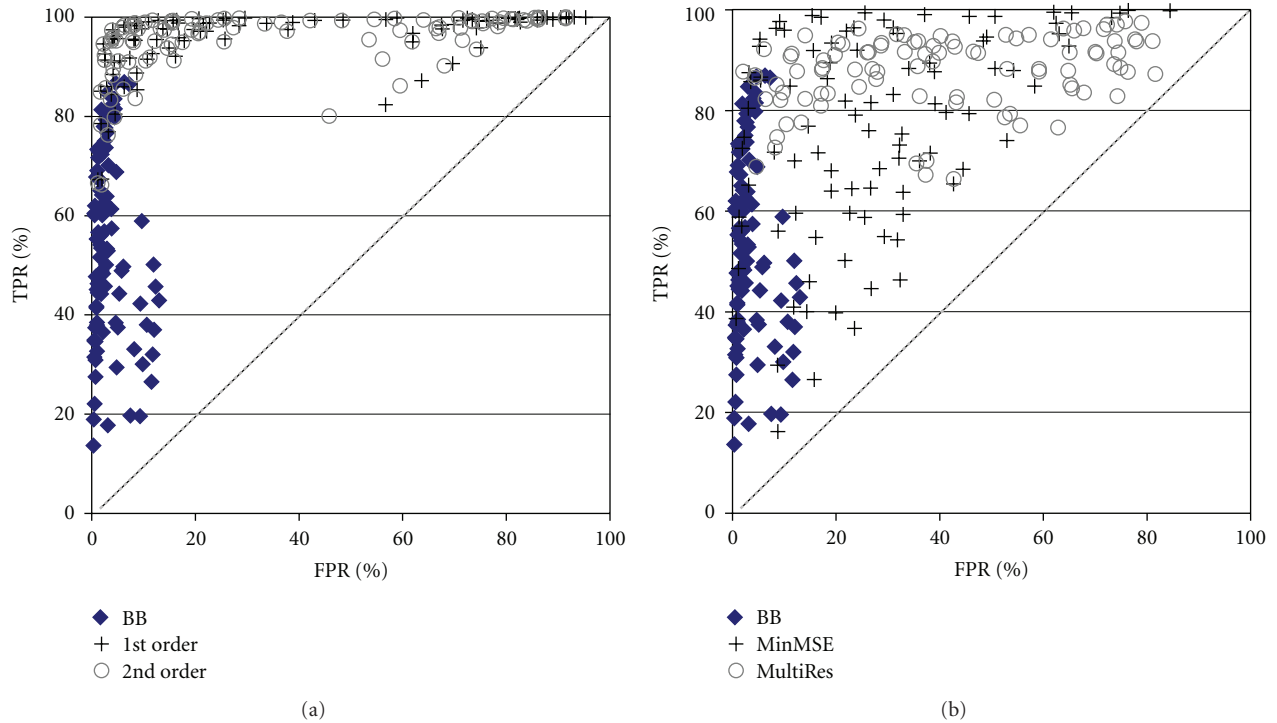 100
80
60
40
20
0
TPR (%)
0 20 40 60 80 100
FPR (%)
BB
1st order
2nd order
(a)
100
80
60
40
20
0
TPR (%)
0 20 40 60 80 100
FPR (%)
BB
MinMSE
MultiRes
(b)